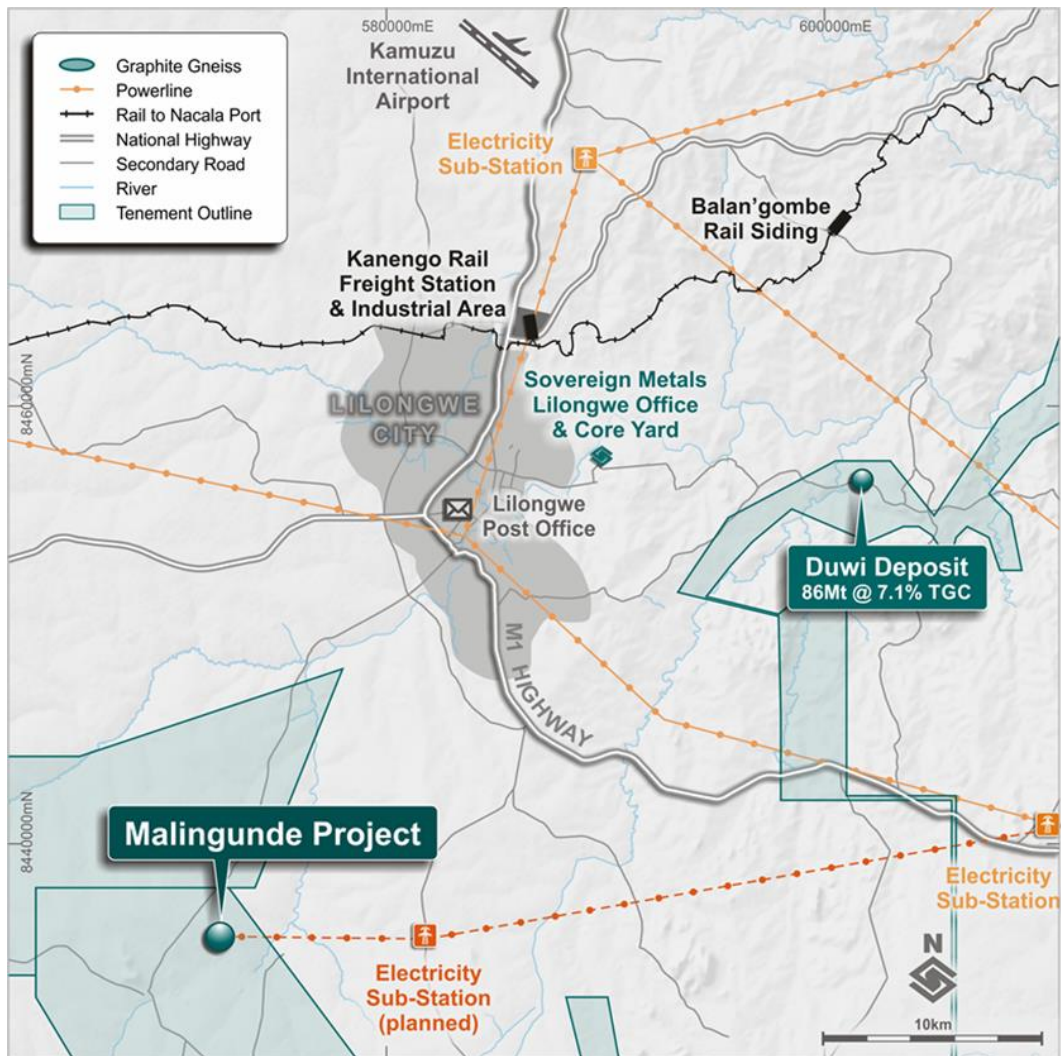 580000mE
600000mE
Kamuzu
International
Airport
Graphite Gneiss
Powerline
Rail to Nacala Port
National Highway
Secondary Road
River
Tenement Outline
Electricity
Sub-Station
Balan'gombe
Rail Siding
Kanengo Rail
Freight Station
& Industrial Area
8460000mN
LILONGWE
CITY
Sovereign Metals
Lilongwe Office
& Core Yard
Lilongwe
Post Office
Duwi Deposit
86Mt @ 7.1% TGC
M1 HIGHWAY
8440000mN
Malingunde Project
Electricity
Sub-Station
Electricity
Sub-Station
(planned)
N
10km